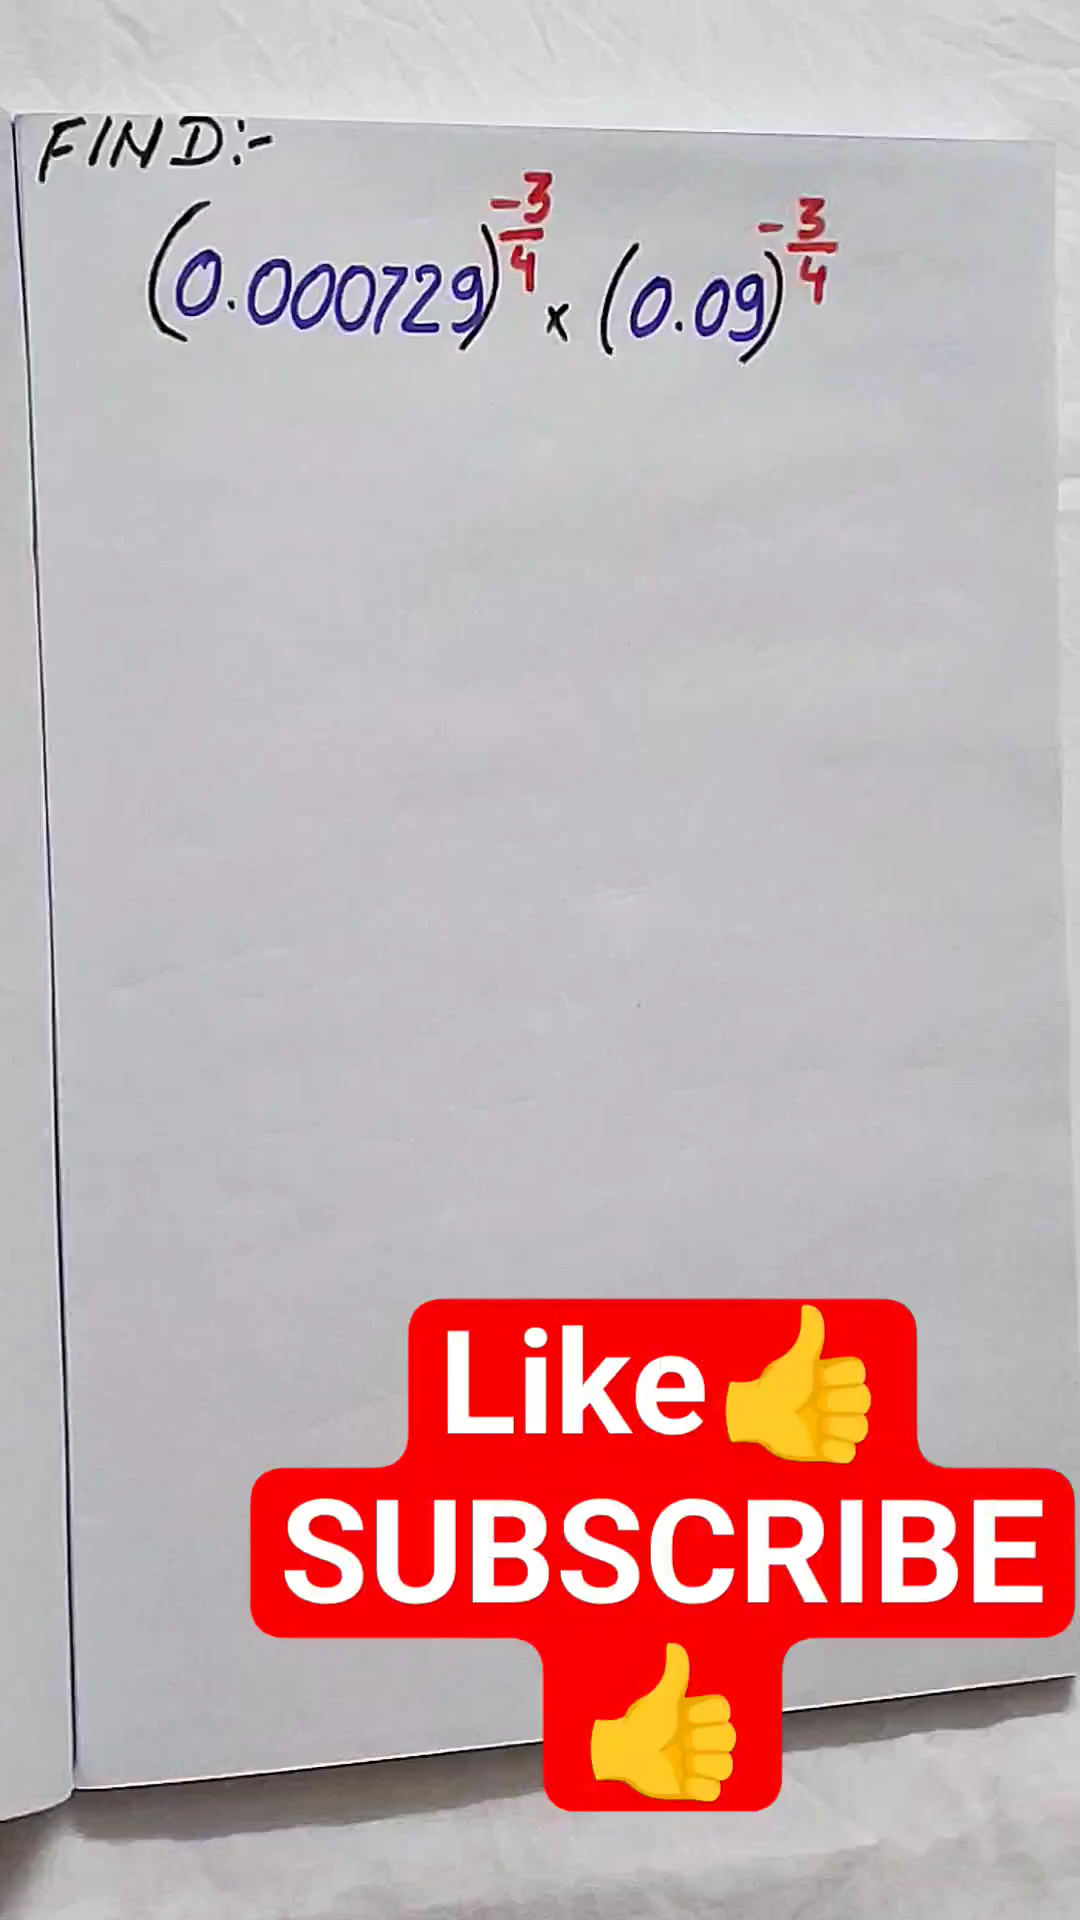 FIND:-
(0.000729)^{-3/4} × (0.09)^{-3/4}
Like👍
SUBSCRIBE
👍